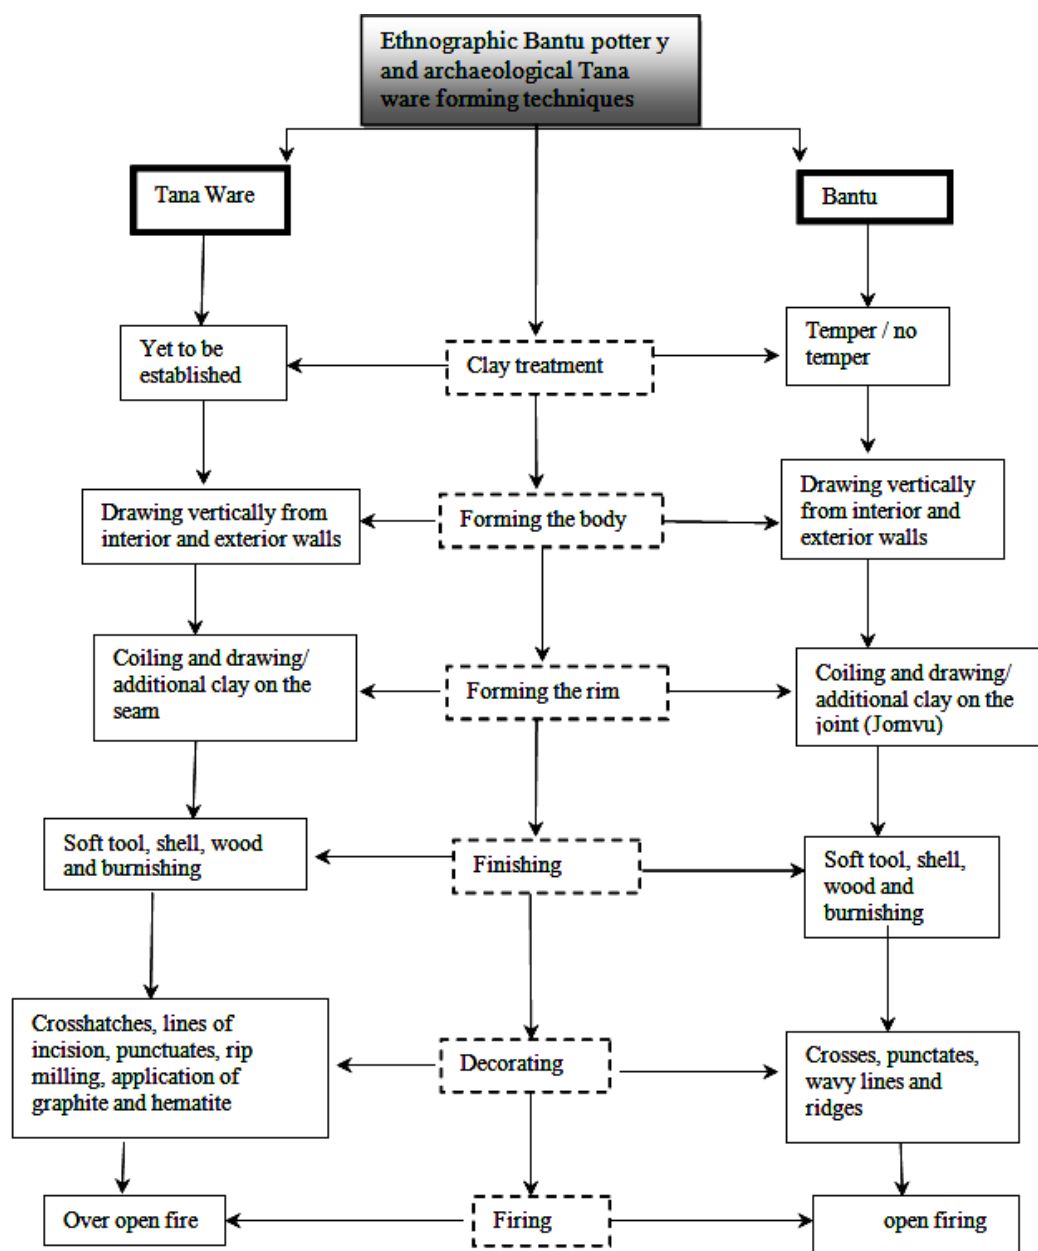 Ethnographic Bantu potter y
and archaeological Tana
ware forming techniques
Tana Ware
Bantu
Yet to be
established
Clay treatment
Temper / no
temper
Drawing vertically from
interior and exterior walls
Forming the body
Drawing vertically
from interior and
exterior walls
Coiling and drawing/
additional clay on the
seam
Forming the rim
Coiling and drawing/
additional clay on the
joint (Jomvu)
Soft tool, shell, wood
and burnishing
Finishing
Soft tool, shell,
wood and
burnishing
Crosshatches, lines of
incision, punctuates, rip
milling, application of
graphite and hematite
Decorating
Crosses, punctates,
wavy lines and
ridges
Over open fire
Firing
open firing